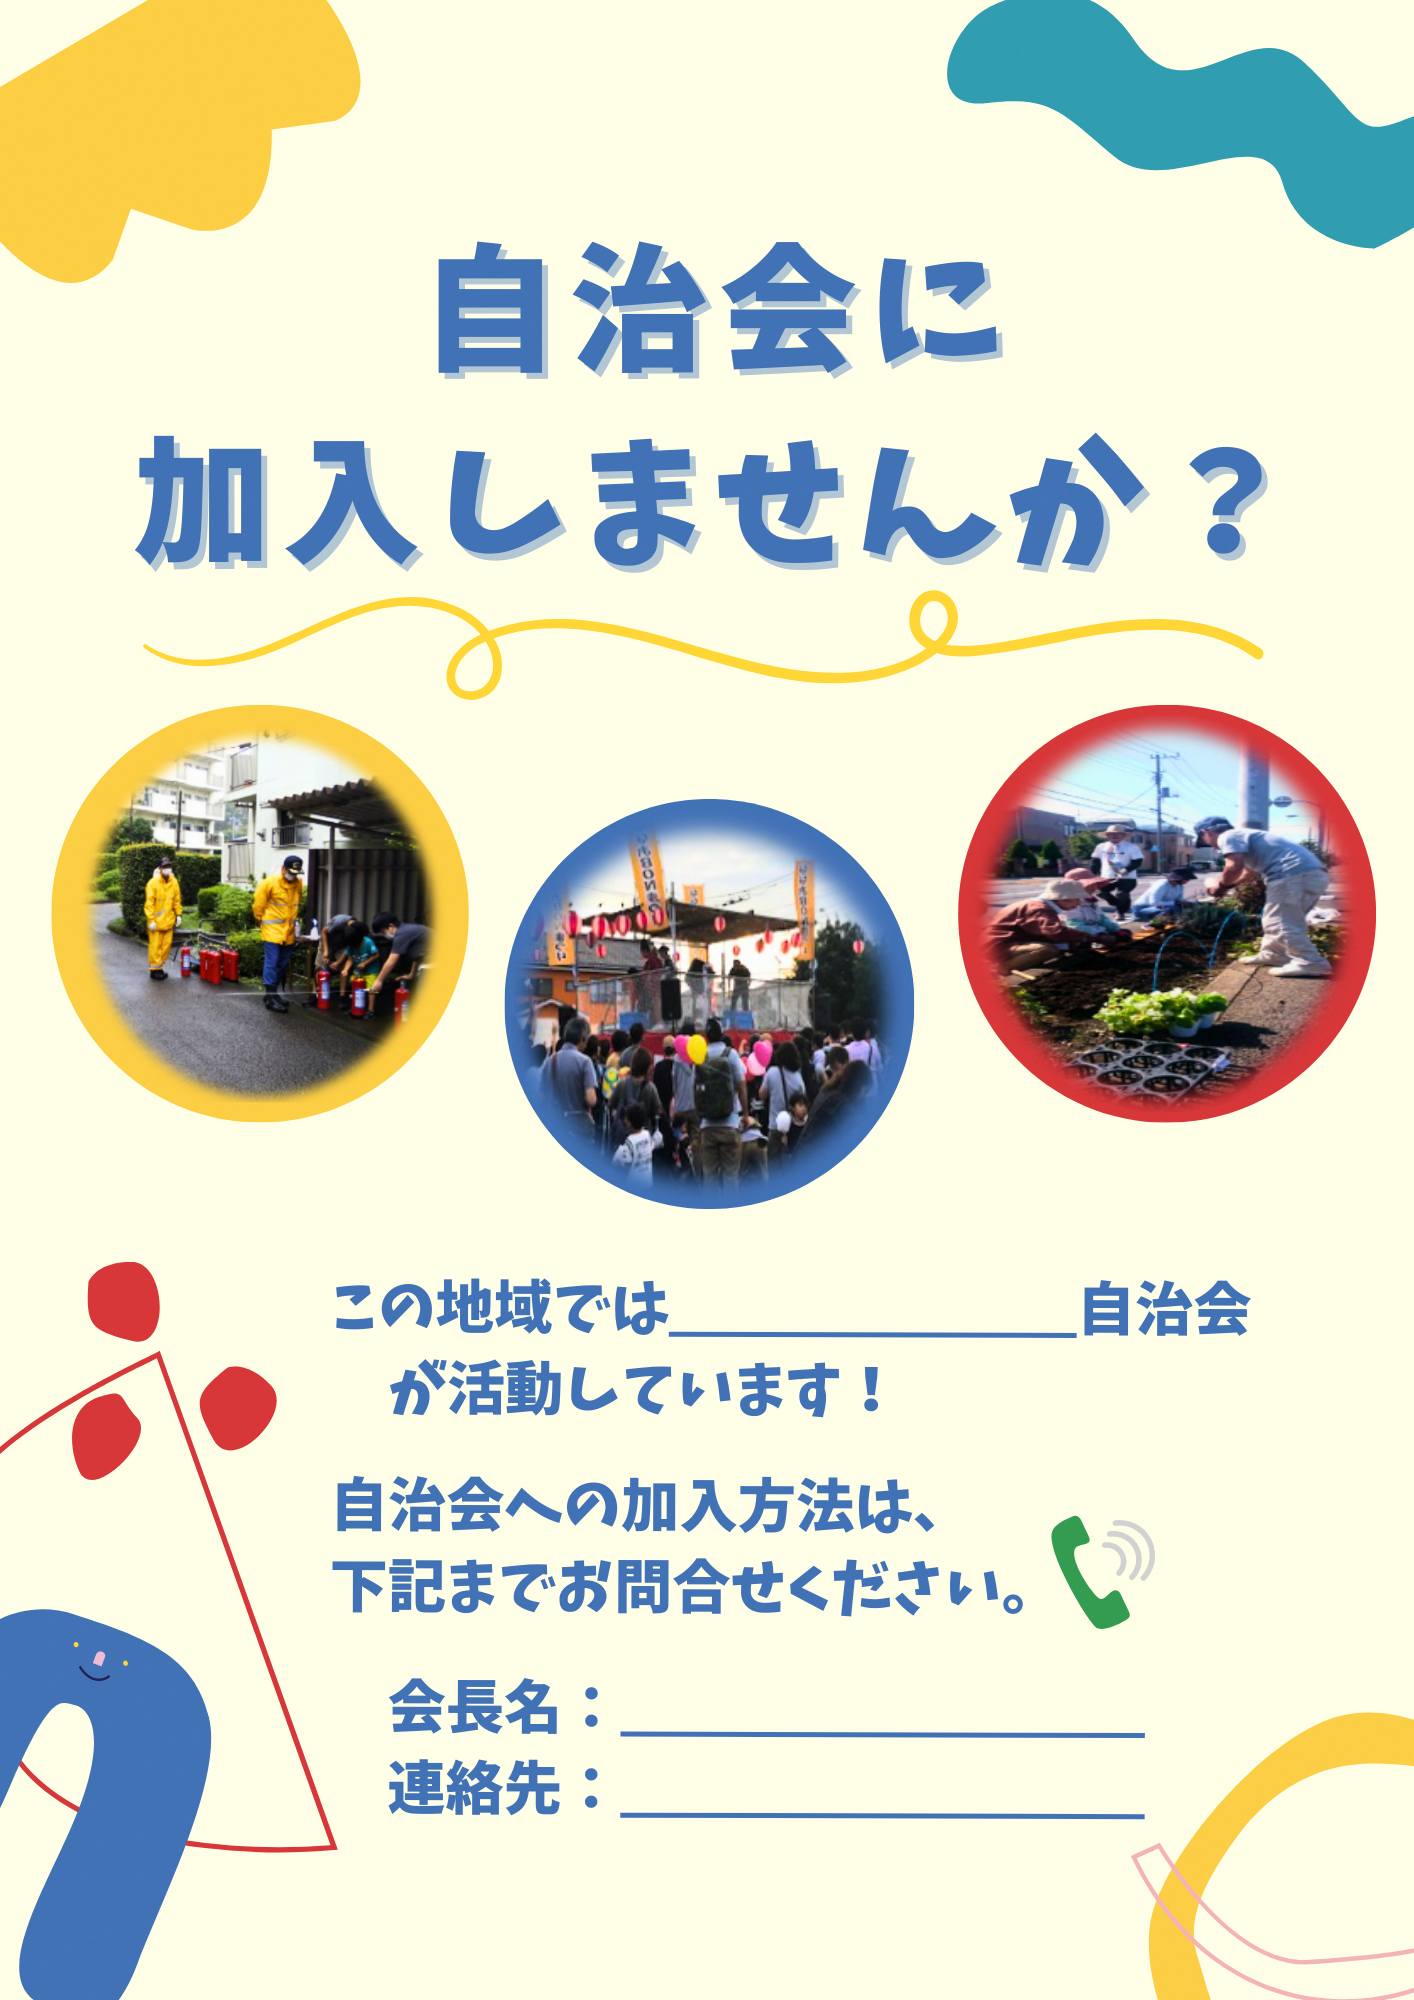 自治会に
加入しませんか？
この地域では＿＿＿＿＿＿＿自治会
が活動しています！
自治会への加入方法は、
下記までお問合せください。
会長名：＿＿＿＿＿＿＿＿＿
連絡先：＿＿＿＿＿＿＿＿＿